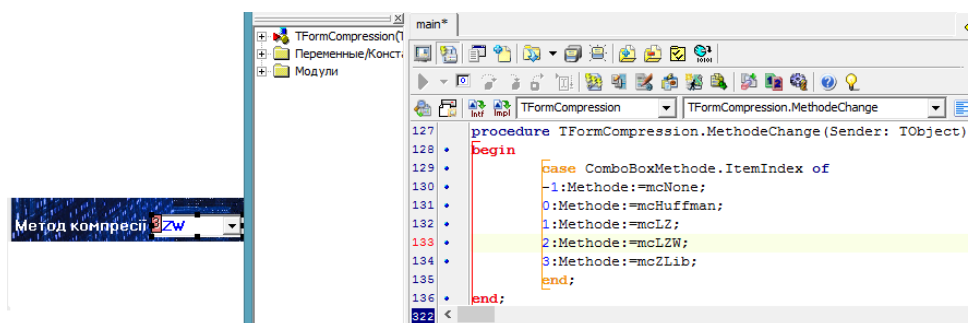 Метод компресії
ZW
TFormCompression(T
Переменные/Конста
Модули
main*
Intf
Impl
TFormCompression
TFormCompression.MethodeChange
127 procedure TFormCompression.MethodeChange(Sender: TObject)
128 begin
129 case ComboBoxMethode.ItemIndex of
130 -1:Methode:=mcNone;
131 0:Methode:=mcHuffman;
132 1:Methode:=mcLZ;
133 2:Methode:=mcLZW;
134 3:Methode:=mcZLib;
135 end;
136 end;
322